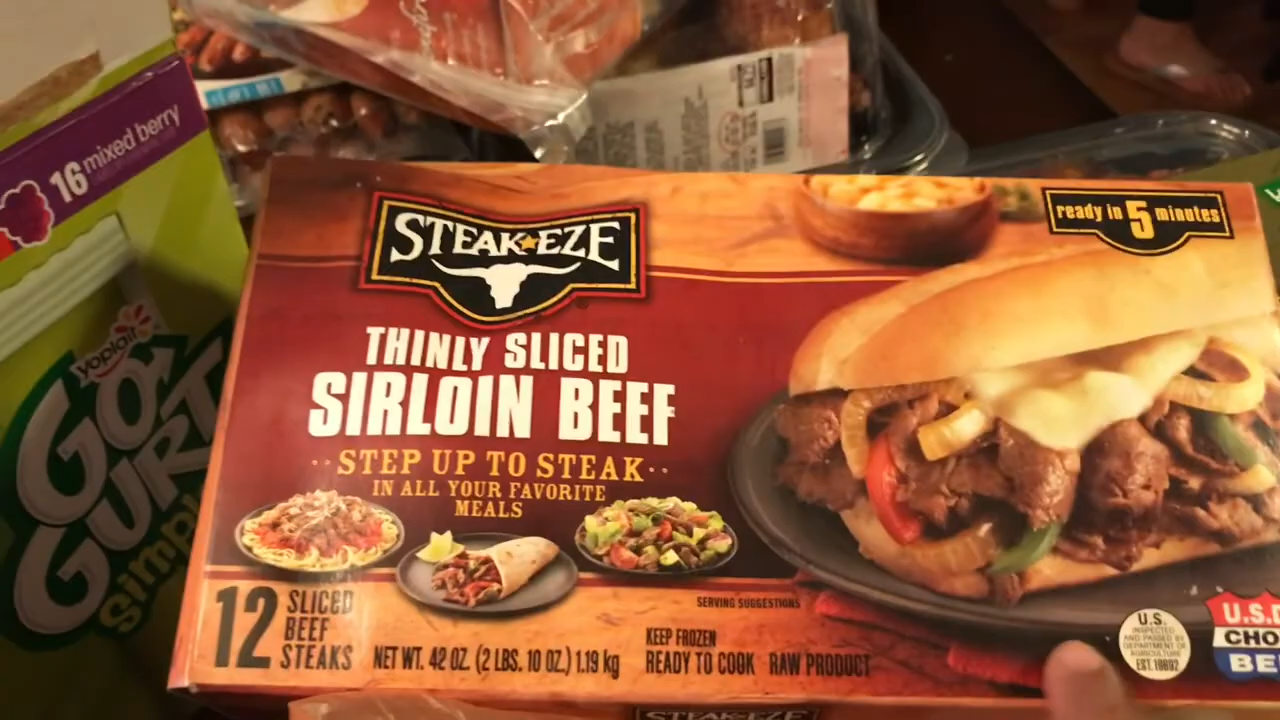 16 mixed berry
Yoplait
GO
GURT
Simpl
STEAK EZE
ready in 5 minutes
THINLY SLICED
SIRLOIN BEEF
STEP UP TO STEAK
IN ALL YOUR FAVORITE
MEALS
12 SLICED
BEEF
STEAKS
NET WT. 42 OZ. (2 LBS. 10 OZ.) 1.19 kg
SERVING SUGGESTIONS
KEEP FROZEN
READY TO COOK RAW PRODUCT
U.S.
INSPECTED
AND PASSED BY
DEPARTMENT OF
AGRICULTURE
EST. 18692
U.S.D
CHO
BE
STEAK-EZE